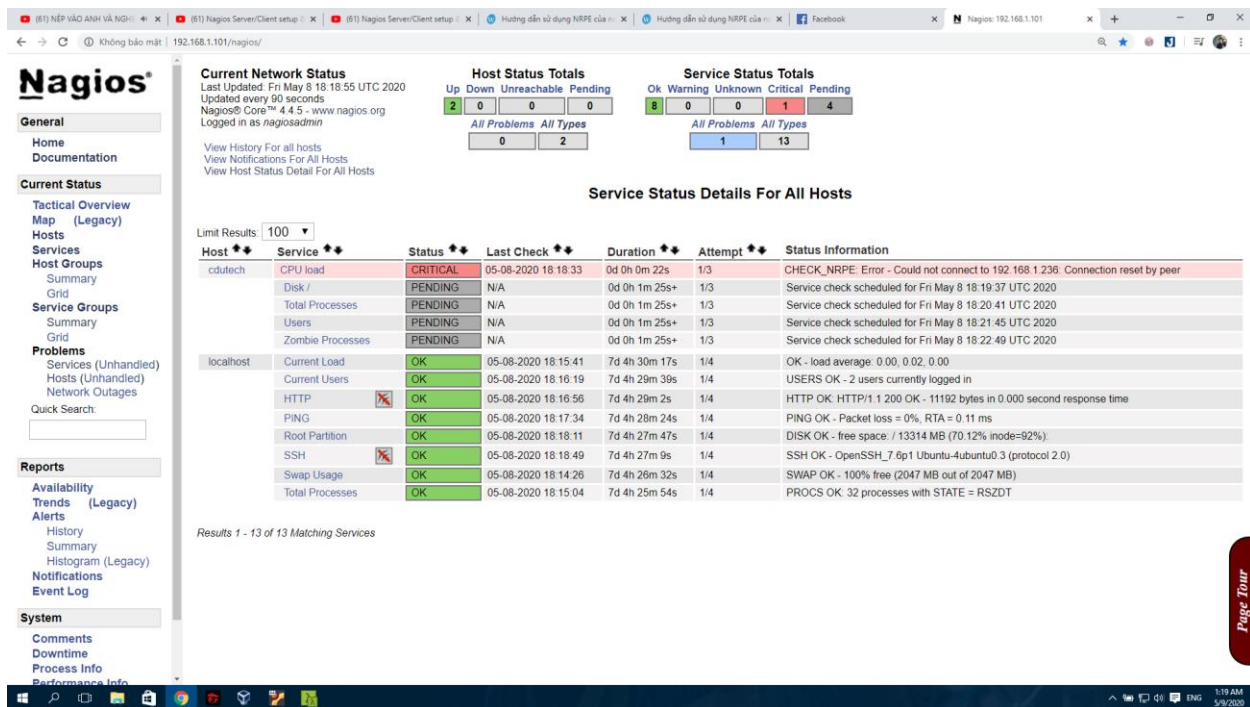 (61) NẾP VÀO ANH VÀ NGHE
(61) Nagios Server/Client setup
(61) Nagios Server/Client setup
Hướng dẫn sử dụng NRPE của
Hướng dẫn sử dụng NRPE của
Facebook
Nagios: 192.168.1.101
Không bảo mật | 192.168.1.101/nagios/
Nagios®
General
Home
Documentation
Current Status
Tactical Overview
Map (Legacy)
Hosts
Services
Host Groups
Summary
Grid
Service Groups
Summary
Grid
Problems
Services (Unhandled)
Hosts (Unhandled)
Network Outages
Quick Search:
Reports
Availability
Trends (Legacy)
Alerts
History
Summary
Histogram (Legacy)
Notifications
Event Log
System
Comments
Downtime
Process Info
Performance Info
Current Network Status
Last Updated: Fri May 8 18:18:55 UTC 2020
Updated every 90 seconds
Nagios® Core™ 4.4.5 - www.nagios.org
Logged in as nagiosadmin
View History For all hosts
View Notifications For All Hosts
View Host Status Detail For All Hosts
Host Status Totals
Up Down Unreachable Pending
2 0 0 0
All Problems All Types
0 2
Service Status Totals
Ok Warning Unknown Critical Pending
8 0 0 1 4
All Problems All Types
1 13
Service Status Details For All Hosts
Limit Results: 100
Host Service Status Last Check Duration Attempt Status Information
cdutech CPU load CRITICAL 05-08-2020 18:18:33 0d 0h 0m 22s 1/3 CHECK_NRPE: Error - Could not connect to 192.168.1.236: Connection reset by peer
Disk / PENDING N/A 0d 0h 1m 25s+ 1/3 Service check scheduled for Fri May 8 18:19:37 UTC 2020
Total Processes PENDING N/A 0d 0h 1m 25s+ 1/3 Service check scheduled for Fri May 8 18:20:41 UTC 2020
Users PENDING N/A 0d 0h 1m 25s+ 1/3 Service check scheduled for Fri May 8 18:21:45 UTC 2020
Zombie Processes PENDING N/A 0d 0h 1m 25s+ 1/3 Service check scheduled for Fri May 8 18:22:49 UTC 2020
localhost Current Load OK 05-08-2020 18:15:41 7d 4h 30m 17s 1/4 OK - load average: 0.00, 0.02, 0.00
Current Users OK 05-08-2020 18:16:19 7d 4h 29m 39s 1/4 USERS OK - 2 users currently logged in
HTTP OK 05-08-2020 18:16:56 7d 4h 29m 2s 1/4 HTTP OK: HTTP/1.1 200 OK - 11192 bytes in 0.000 second response time
PING OK 05-08-2020 18:17:34 7d 4h 28m 24s 1/4 PING OK - Packet loss = 0%, RTA = 0.11 ms
Root Partition OK 05-08-2020 18:18:11 7d 4h 27m 47s 1/4 DISK OK - free space: / 13314 MB (70.12% inode=92%):
SSH OK 05-08-2020 18:18:49 7d 4h 27m 9s 1/4 SSH OK - OpenSSH_7.6p1 Ubuntu-4ubuntu0.3 (protocol 2.0)
Swap Usage OK 05-08-2020 18:14:26 7d 4h 26m 32s 1/4 SWAP OK - 100% free (2047 MB out of 2047 MB)
Total Processes OK 05-08-2020 18:15:04 7d 4h 25m 54s 1/4 PROCS OK: 32 processes with STATE = RSZDT
Results 1 - 13 of 13 Matching Services
Page Tour
ENG
1:19 AM
5/9/2020